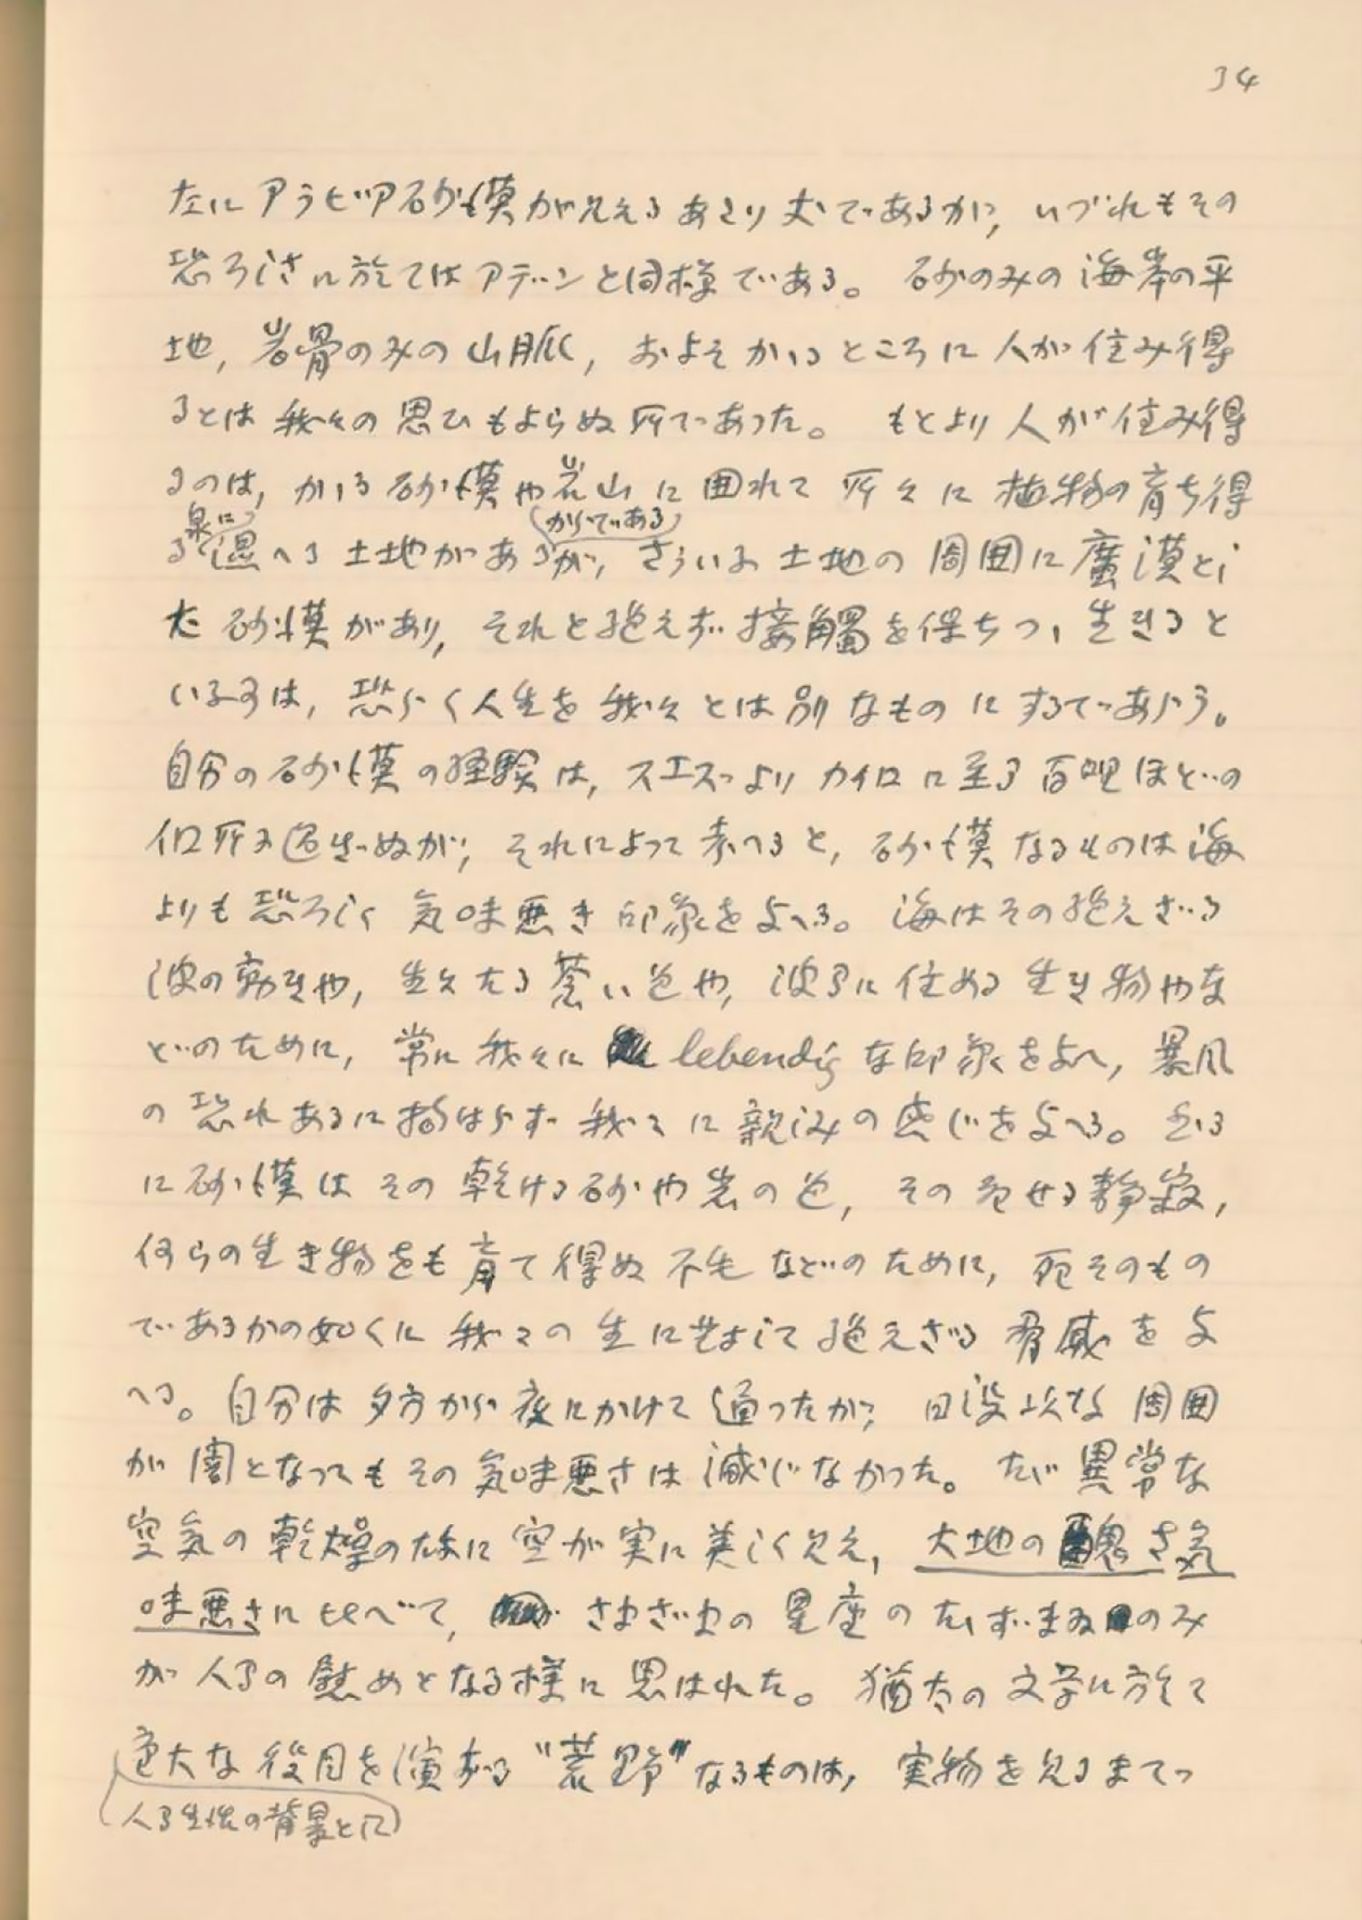 34
左にアラビア砂漠が見えるあたり丈であるが、いづれもその
恐ろしさに於てはアデンと同様である。砂のみの海岸の平
地，岩骨のみの山脈，およそかゝるところに人が住み得
るとは我々の思ひもよらぬ所であった。もとより人が住み得
るのは，かゝる砂漠や岩山に囲れて所々に植物の育ち得
泉に (からである)
る湿へる土地があるが，さういふ土地の周囲に廣漠とし
た砂漠があり，それと絶えず接觸を保ちつゝ生きると
いふのは，恐らく人生を我々とは別なものにするであらう。
自分の砂漠の経験は，スエスよりカイロに至る百哩ほどの
個所に過ぎぬが，それによって考へると，砂漠なるものは海
よりも恐ろしく気味悪き印象を与へる。海はその絶えざる
波の動きや，生々たる蒼い色や，波間に住める生き物やな
どのために，常に我々に lebendig な印象を与へ，暴風
の恐れあるに拘はらず我々に親しみの感じを与へる。然る
に砂漠はその乾ける砂や岩の色，その死せる静寂，
何らの生き物をも育て得ぬ不毛などのために，死そのもの
であるかの如くに我々の生に対して絶えざる脅威を与
へる。自分は夕方から夜にかけて通ったが，日没以後周囲
が闇となってもその気味悪さは減じなかった。たゞ異常な
空気の乾燥の故に空が実に美しく見え，大地の醜さ気
味悪さに比べて，さまざまの星座のたゝずまゐのみ
が人間の慰めとなる様に思はれた。猶太の文学に於て
重大な役目を演ずる "荒野" なるものは，実物を見るまで
(人間生活の背景として)